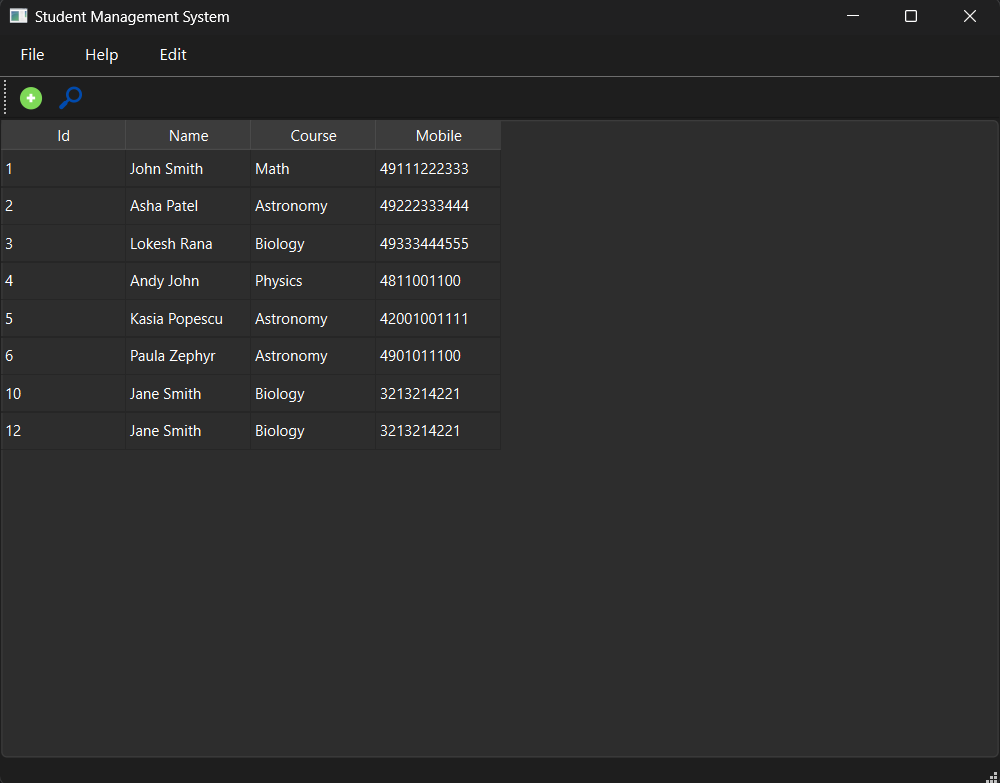 Student Management System
File Help Edit
Id Name Course Mobile
1 John Smith Math 49111222333
2 Asha Patel Astronomy 49222333444
3 Lokesh Rana Biology 49333444555
4 Andy John Physics 4811001100
5 Kasia Popescu Astronomy 42001001111
6 Paula Zephyr Astronomy 4901011100
10 Jane Smith Biology 3213214221
12 Jane Smith Biology 3213214221